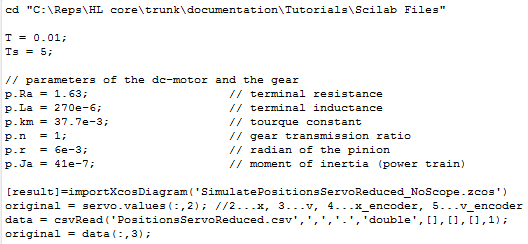 cd "C:\Reps\HL core\trunk\documentation\Tutorials\Scilab Files"
T = 0.01;
Ts = 5;
// parameters of the dc-motor and the gear
p.Ra = 1.63; // terminal resistance
p.La = 270e-6; // terminal inductance
p.km = 37.7e-3; // tourque constant
p.n = 1; // gear transmission ratio
p.r = 6e-3; // radian of the pinion
p.Ja = 41e-7; // moment of inertia (power train)
[result]=importXcosDiagram('SimulatePositionsServoReduced_NoScope.zcos')
original = servo.values(:,2); //2...x, 3...v, 4...x_encoder, 5...v_encoder
data = csvRead('PositionsServoReduced.csv',',','.','double',[],[],[],1);
original = data(:,3);